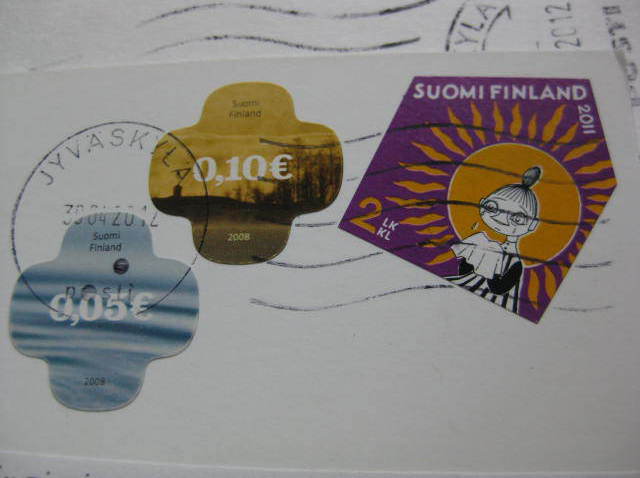 YLÄ
2012
SUOMI FINLAND
2011
2 LK
KL
Suomi
Finland
0,10€
2008
JYVÄSKYLÄ
30.04.2012
posti
Suomi
Finland
0,05€
2008